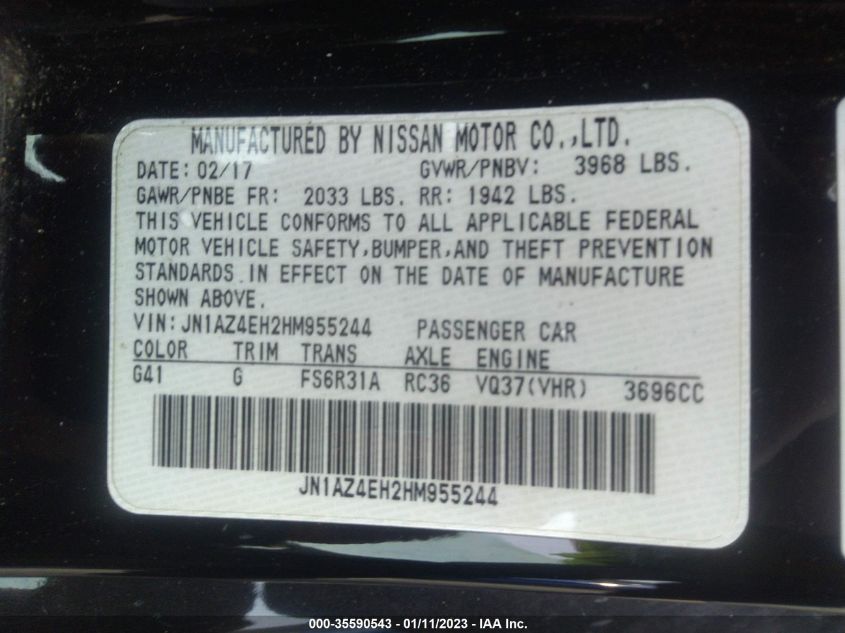 MANUFACTURED BY NISSAN MOTOR CO.,LTD.
DATE: 02/17 GVWR/PNBV: 3968 LBS.
GAWR/PNBE FR: 2033 LBS. RR: 1942 LBS.
THIS VEHICLE CONFORMS TO ALL APPLICABLE FEDERAL
MOTOR VEHICLE SAFETY,BUMPER,AND THEFT PREVENTION
STANDARDS IN EFFECT ON THE DATE OF MANUFACTURE
SHOWN ABOVE.
VIN: JN1AZ4EH2HM955244 PASSENGER CAR
COLOR TRIM TRANS AXLE ENGINE
G41 G FS6R31A RC36 VQ37(VHR) 3696CC
JN1AZ4EH2HM955244
000-35590543 - 01/11/2023 - IAA Inc.